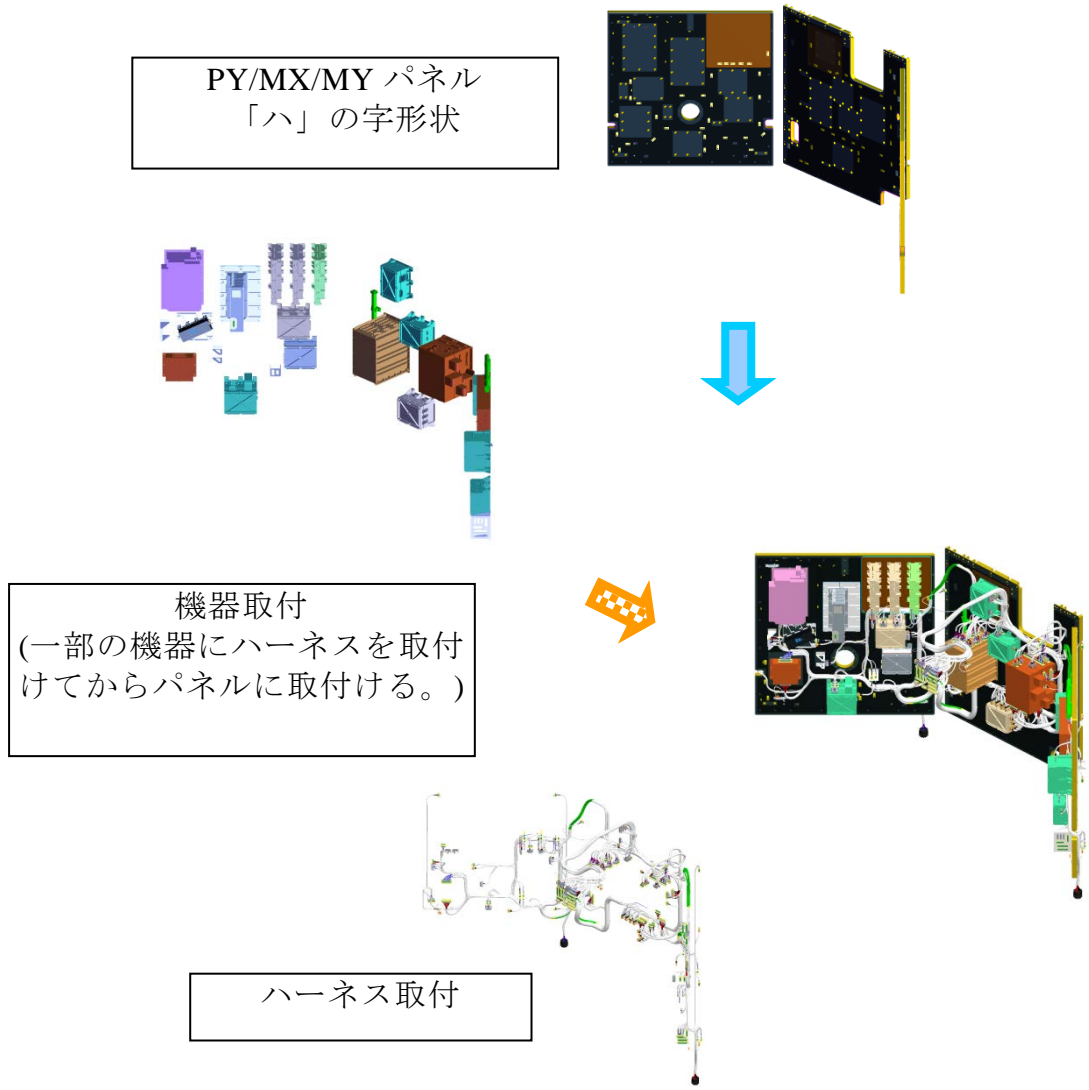 PY/MX/MY パネル
「ハ」の字形状
機器取付
(一部の機器にハーネスを取付
けてからパネルに取付ける。)
ハーネス取付